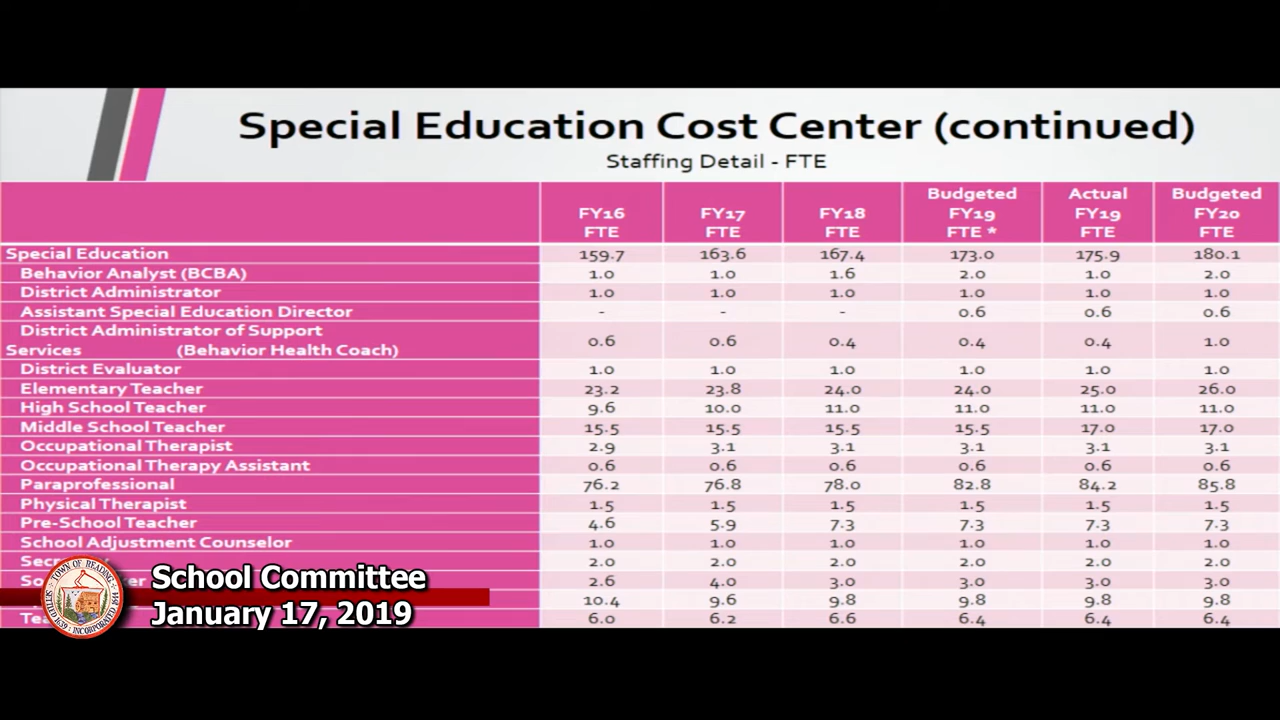 Special Education Cost Center (continued)
Staffing Detail - FTE
FY16 FTE FY17 FTE FY18 FTE Budgeted FY19 FTE * Actual FY19 FTE Budgeted FY20 FTE
Special Education 159.7 163.6 167.4 173.0 175.9 180.1
Behavior Analyst (BCBA) 1.0 1.0 1.6 2.0 1.0 2.0
District Administrator 1.0 1.0 1.0 1.0 1.0 1.0
Assistant Special Education Director - - - 0.6 0.6 0.6
District Administrator of Support
Services (Behavior Health Coach) 0.6 0.6 0.4 0.4 0.4 1.0
District Evaluator 1.0 1.0 1.0 1.0 1.0 1.0
Elementary Teacher 23.2 23.8 24.0 24.0 25.0 26.0
High School Teacher 9.6 10.0 11.0 11.0 11.0 11.0
Middle School Teacher 15.5 15.5 15.5 15.5 17.0 17.0
Occupational Therapist 2.9 3.1 3.1 3.1 3.1 3.1
Occupational Therapy Assistant 0.6 0.6 0.6 0.6 0.6 0.6
Paraprofessional 76.2 76.8 78.0 82.8 84.2 85.8
Physical Therapist 1.5 1.5 1.5 1.5 1.5 1.5
Pre-School Teacher 4.6 5.9 7.3 7.3 7.3 7.3
School Adjustment Counselor 1.0 1.0 1.0 1.0 1.0 1.0
2.0 2.0 2.0 2.0 2.0 2.0
2.6 4.0 3.0 3.0 3.0 3.0
10.4 9.6 9.8 9.8 9.8 9.8
6.0 6.2 6.6 6.4 6.4 6.4
School Committee
January 17, 2019
TOWN OF READING